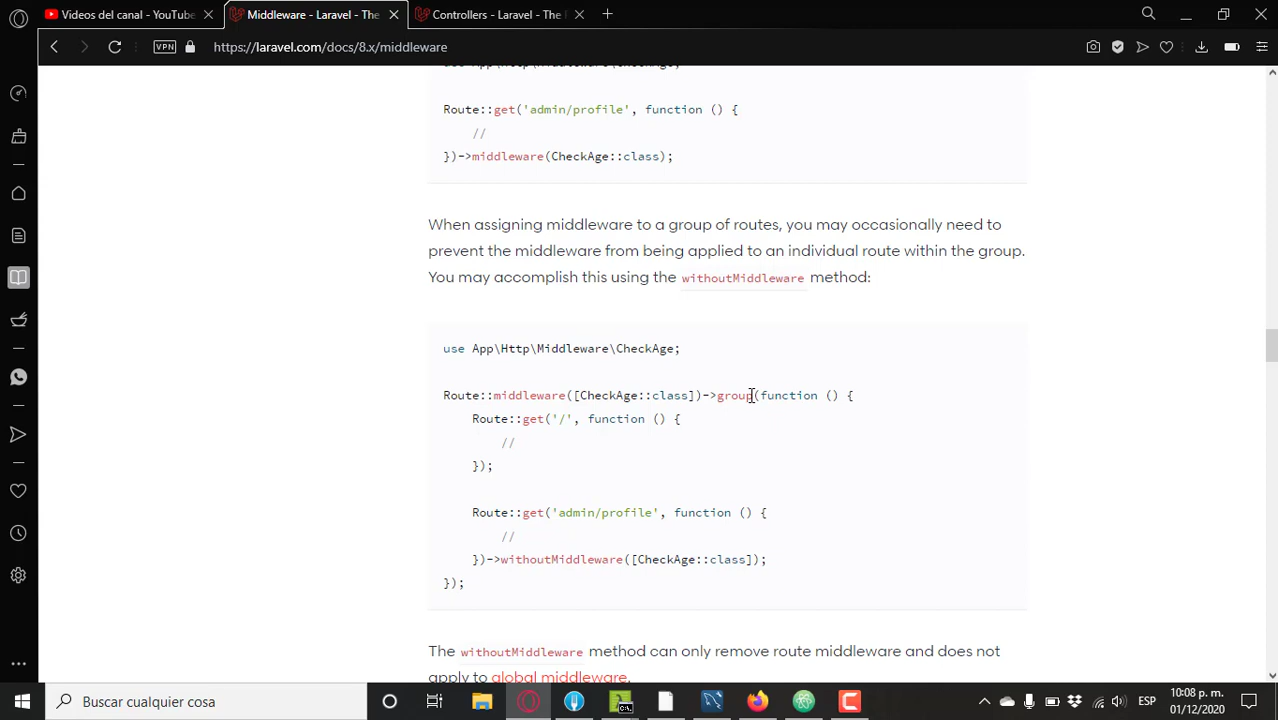 Videos del canal - YouTube
Middleware - Laravel - The
Controllers - Laravel - The
VPN
https://laravel.com/docs/8.x/middleware
Route::get('admin/profile', function () {
//
})->middleware(CheckAge::class);
When assigning middleware to a group of routes, you may occasionally need to
prevent the middleware from being applied to an individual route within the group.
You may accomplish this using the withoutMiddleware method:
use App\Http\Middleware\CheckAge;
Route::middleware([CheckAge::class])->group(function () {
Route::get('/', function () {
//
});
Route::get('admin/profile', function () {
//
})->withoutMiddleware([CheckAge::class]);
});
The withoutMiddleware method can only remove route middleware and does not
apply to global middleware.
Buscar cualquier cosa
ESP
10:08 p. m.
01/12/2020